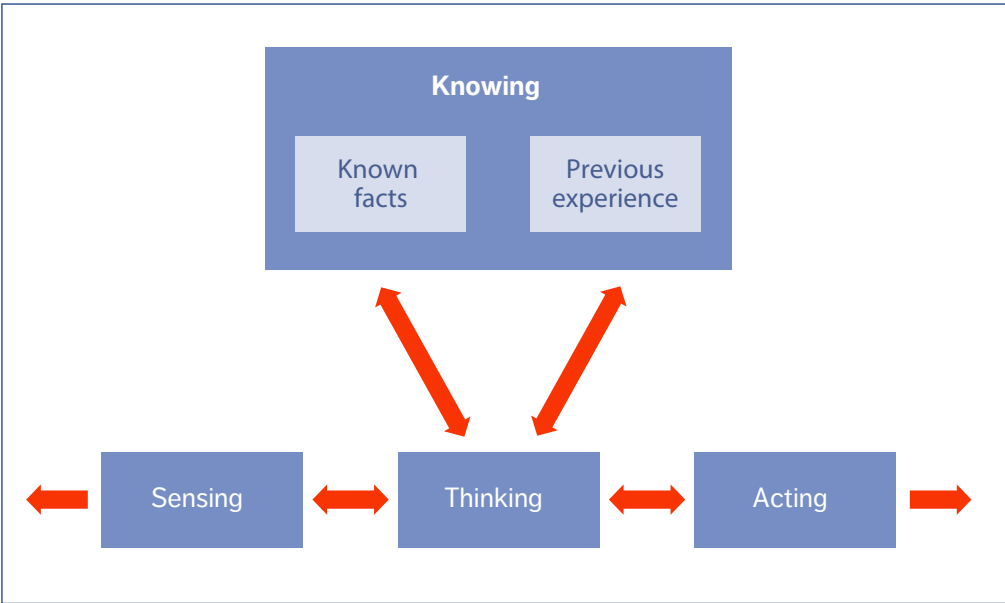 Knowing
Known
facts
Previous
experience
Sensing
Thinking
Acting